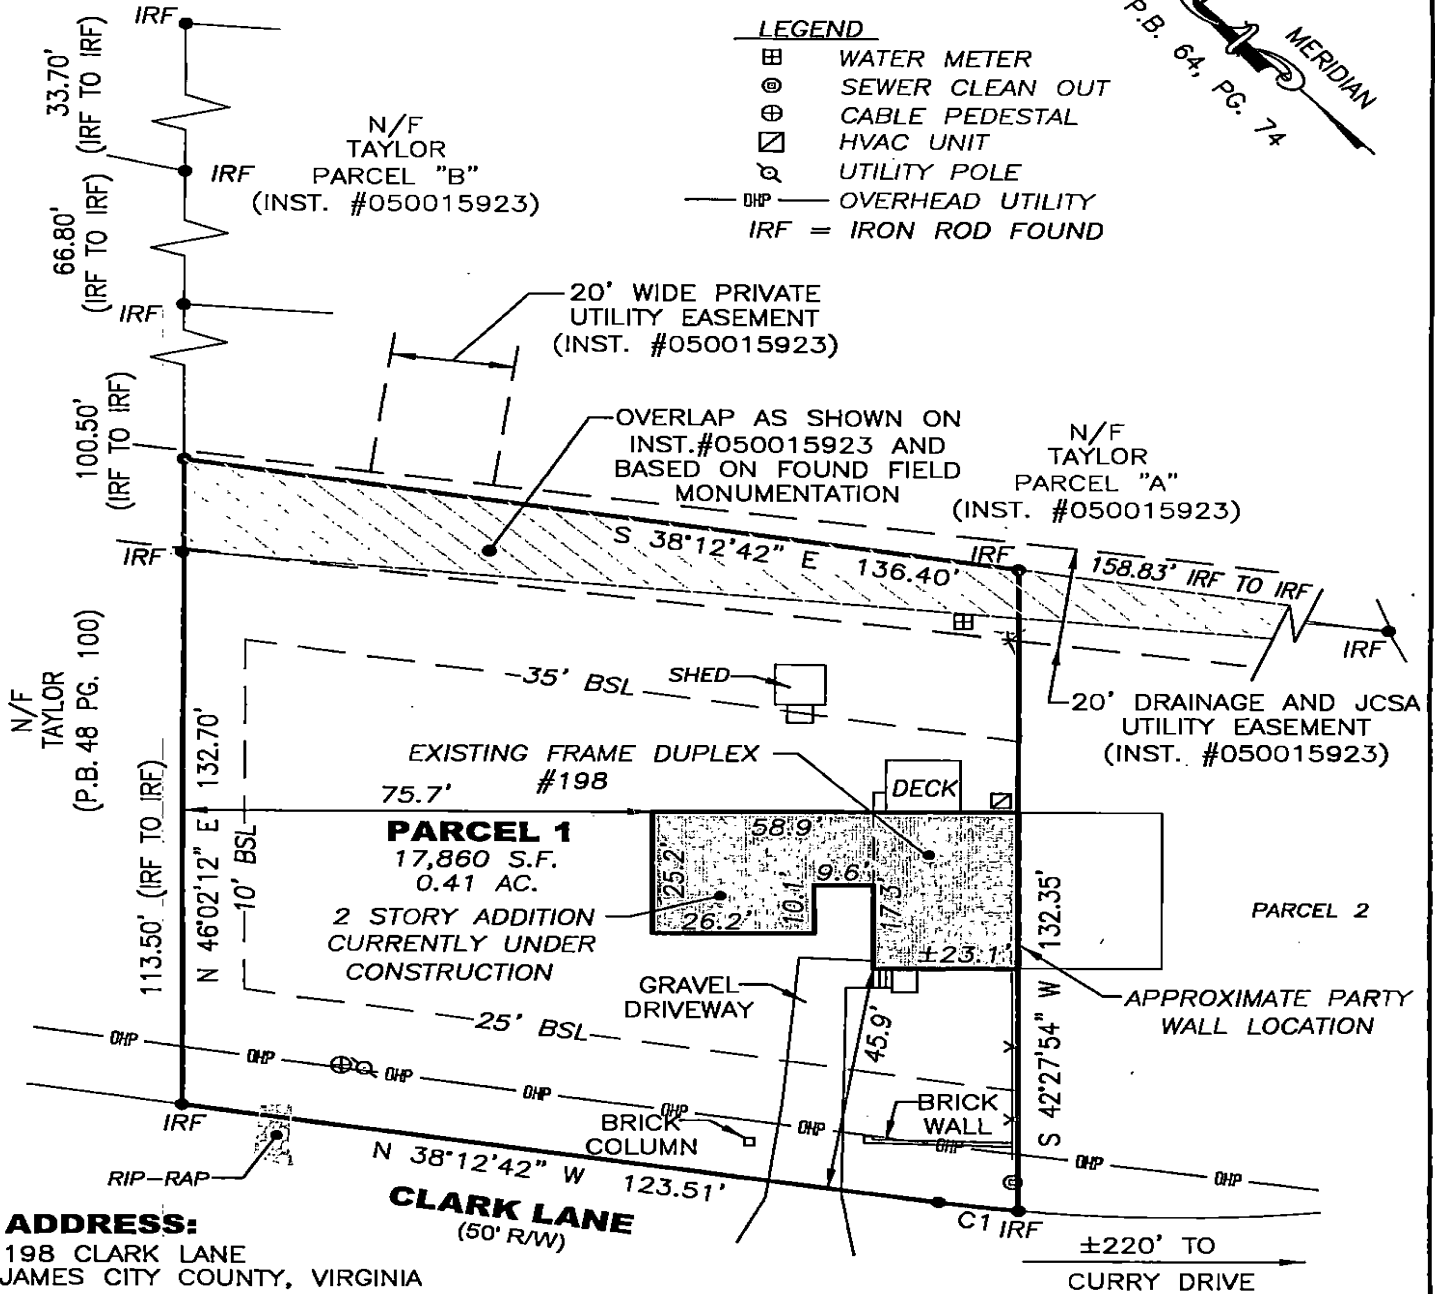 IRF
33.70'
(IRF TO IRF)
LEGEND
WATER METER
SEWER CLEAN OUT
CABLE PEDESTAL
HVAC UNIT
UTILITY POLE
OHP OVERHEAD UTILITY
IRF = IRON ROD FOUND
MERIDIAN
P.B. 64, PG. 74
N/F
TAYLOR
PARCEL "B"
(INST. #050015923)
IRF
66.80'
(IRF TO IRF)
IRF
20' WIDE PRIVATE
UTILITY EASEMENT
(INST. #050015923)
100.50'
(IRF TO IRF)
OVERLAP AS SHOWN ON
INST.#050015923 AND
BASED ON FOUND FIELD
MONUMENTATION
N/F
TAYLOR
PARCEL "A"
(INST. #050015923)
S 38°12'42" E 136.40'
IRF
IRF
158.83' IRF TO IRF
IRF
N/F
TAYLOR
(P.B. 48 PG. 100)
35' BSL
SHED
20' DRAINAGE AND JCSA
UTILITY EASEMENT
(INST. #050015923)
113.50' (IRF TO IRF)
N 46°02'12" E 132.70'
10' BSL
EXISTING FRAME DUPLEX
#198
75.7'
DECK
PARCEL 1
17,860 S.F.
0.41 AC.
58.9'
25.2'
9.6'
10.1'
17.3'
26.2'
±23.1'
2 STORY ADDITION
CURRENTLY UNDER
CONSTRUCTION
S 42°27'54" W 132.35'
PARCEL 2
GRAVEL
DRIVEWAY
APPROXIMATE PARTY
WALL LOCATION
25' BSL
45.9'
OHP
OHP
OHP
OHP
OHP
OHP
OHP
OHP
OHP
BRICK
COLUMN
BRICK
WALL
IRF
RIP-RAP
N 38°12'42" W 123.51'
CLARK LANE
(50' R/W)
C1 IRF
±220' TO
CURRY DRIVE
ADDRESS:
198 CLARK LANE
JAMES CITY COUNTY, VIRGINIA